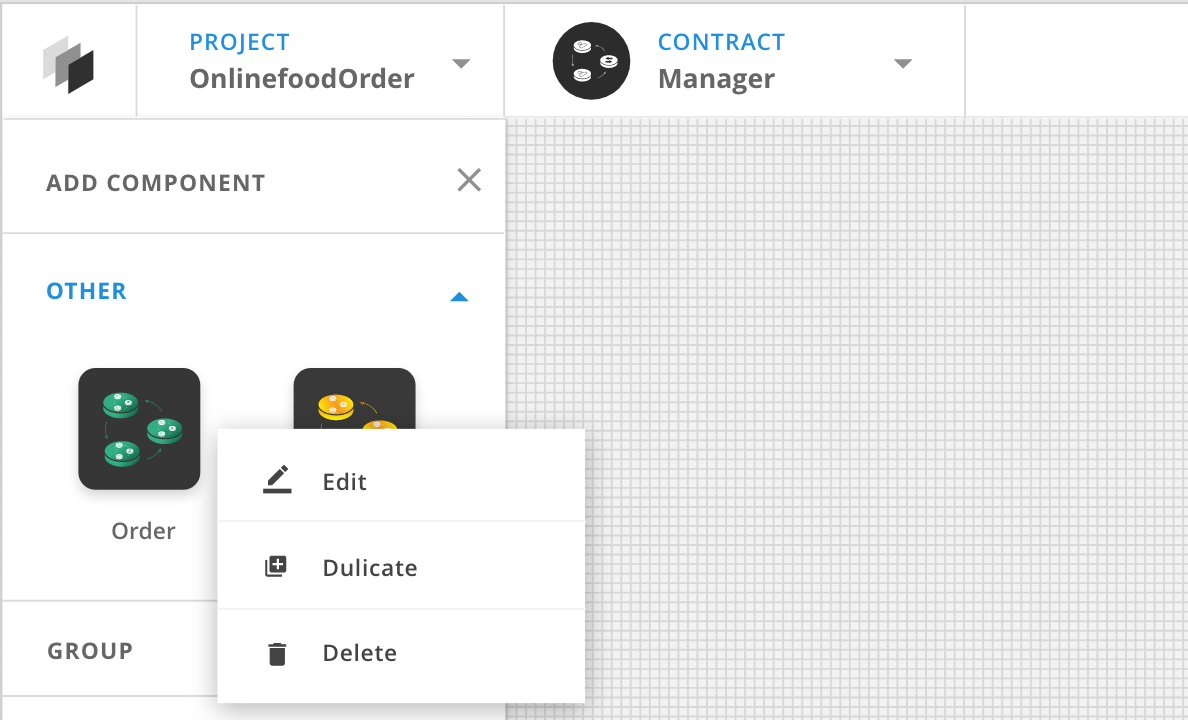 PROJECT
OnlinefoodOrder
CONTRACT
Manager
ADD COMPONENT
OTHER
Order
Edit
Dulicate
Delete
GROUP